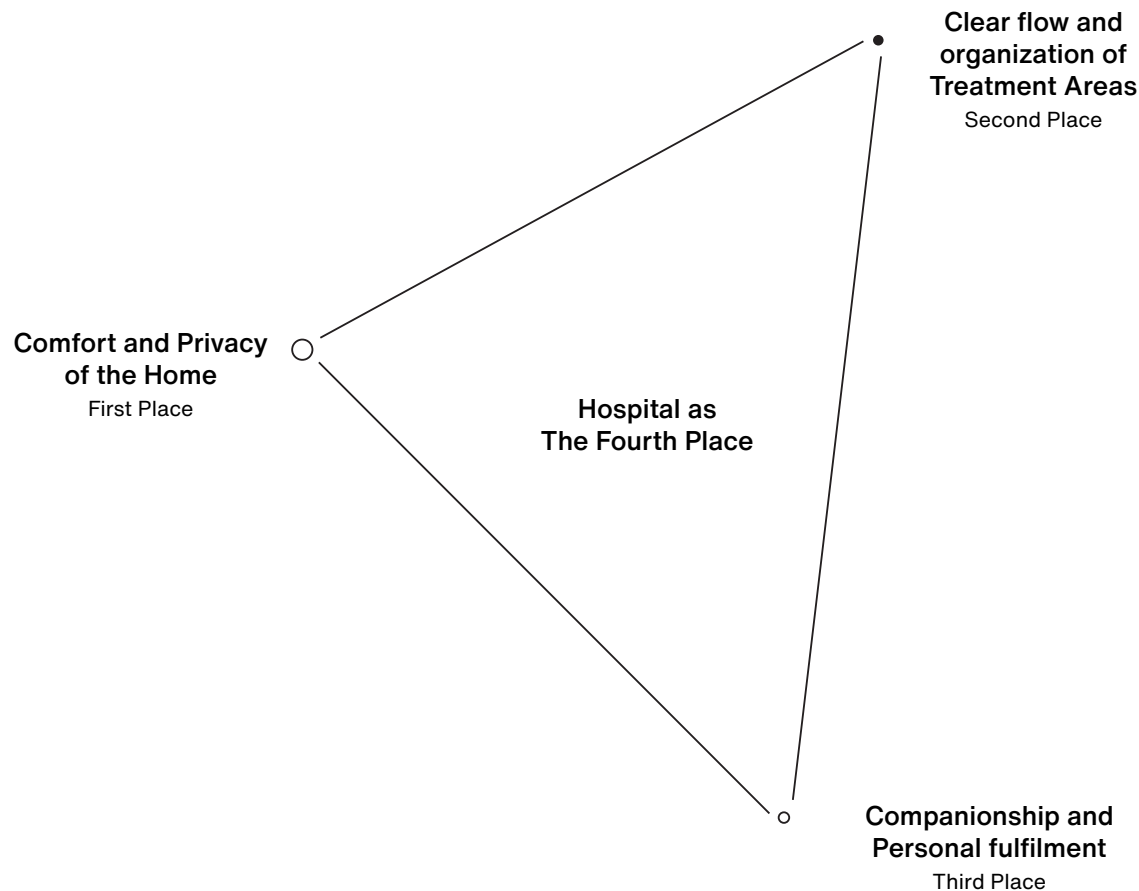 Clear flow and
organization of
Treatment Areas
Second Place
Comfort and Privacy
of the Home
First Place
Hospital as
The Fourth Place
Companionship and
Personal fulfilment
Third Place